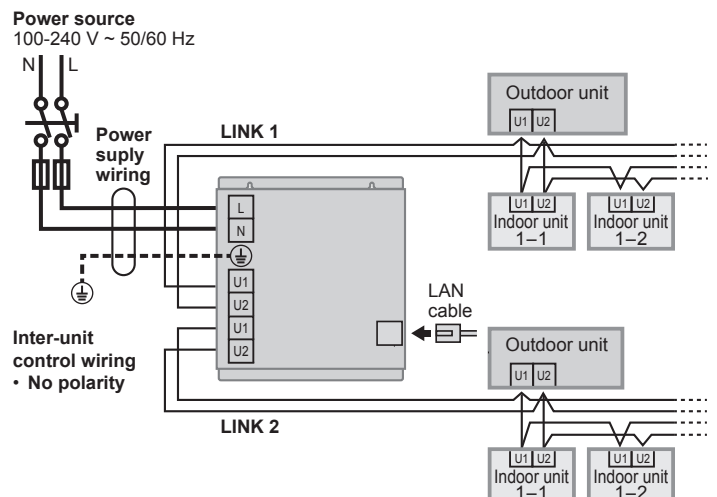 Power source
100-240 V ~ 50/60 Hz
N
L
Power
suply
wiring
LINK 1
L
N
U1
U2
U1
U2
Inter-unit
control wiring
• No polarity
LAN
cable
LINK 2
Outdoor unit
U1 U2
U1 U2
Indoor unit
1–1
U1 U2
Indoor unit
1–2
Outdoor unit
U1 U2
U1 U2
Indoor unit
1–1
U1 U2
Indoor unit
1–2